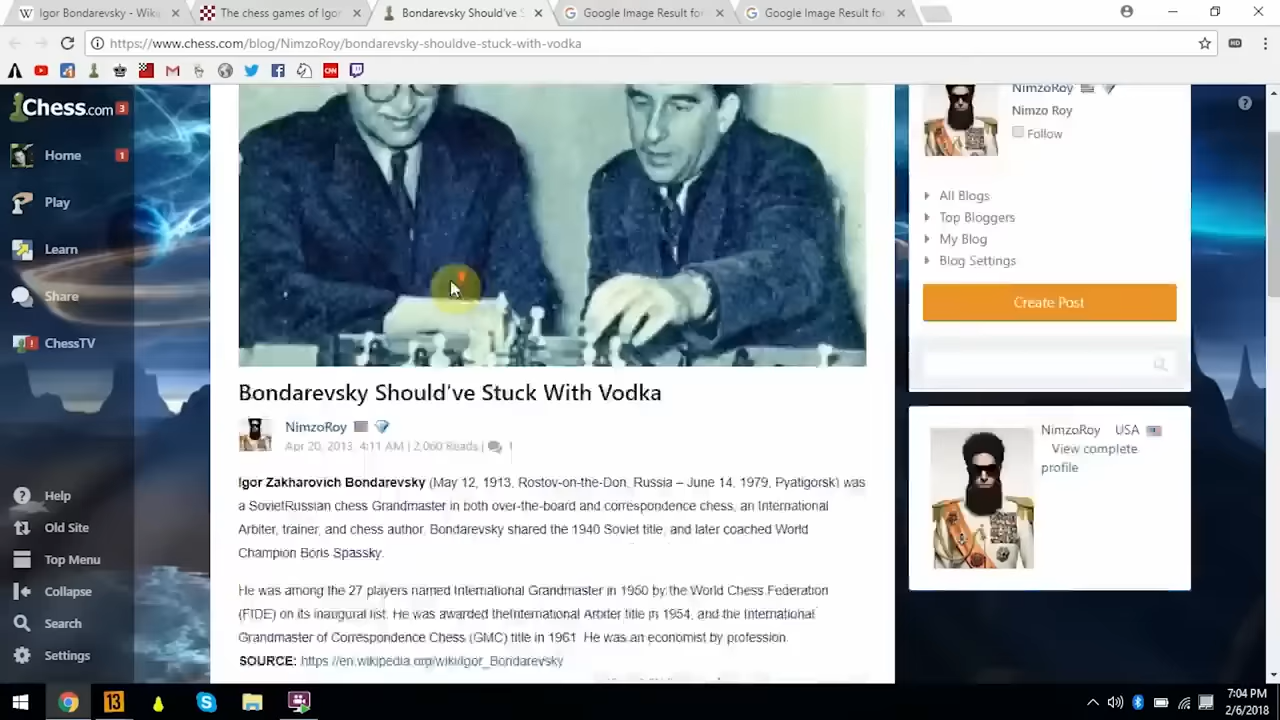 Igor Bondarevsky - Wiki
The chess games of Igor
Bondarevsky Should've S
Google Image Result for
Google Image Result for
https://www.chess.com/blog/NimzoRoy/bondarevsky-shouldve-stuck-with-vodka
Chess.com 3
Home 1
Play
Learn
Share
ChessTV
Help
Old Site
Top Menu
Collapse
Search
Settings
Bondarevsky Should've Stuck With Vodka
NimzoRoy
Apr 20, 2013, 4:11 AM | 2,060 Reads |
Igor Zakharovich Bondarevsky (May 12, 1913, Rostov-on-the-Don, Russia – June 14, 1979, Pyatigorsk) was
a SovietRussian chess Grandmaster in both over-the-board and correspondence chess, an International
Arbiter, trainer, and chess author. Bondarevsky shared the 1940 Soviet title, and later coached World
Champion Boris Spassky.
He was among the 27 players named International Grandmaster in 1950 by the World Chess Federation
(FIDE) on its inaugural list. He was awarded theInternational Arbiter title in 1954, and the International
Grandmaster of Correspondence Chess (GMC) title in 1961. He was an economist by profession.
SOURCE: https://en.wikipedia.org/wiki/Igor_Bondarevsky
NimzoRoy
Nimzo Roy
Follow
All Blogs
Top Bloggers
My Blog
Blog Settings
Create Post
NimzoRoy USA
View complete
profile
13
7:04 PM
2/6/2018